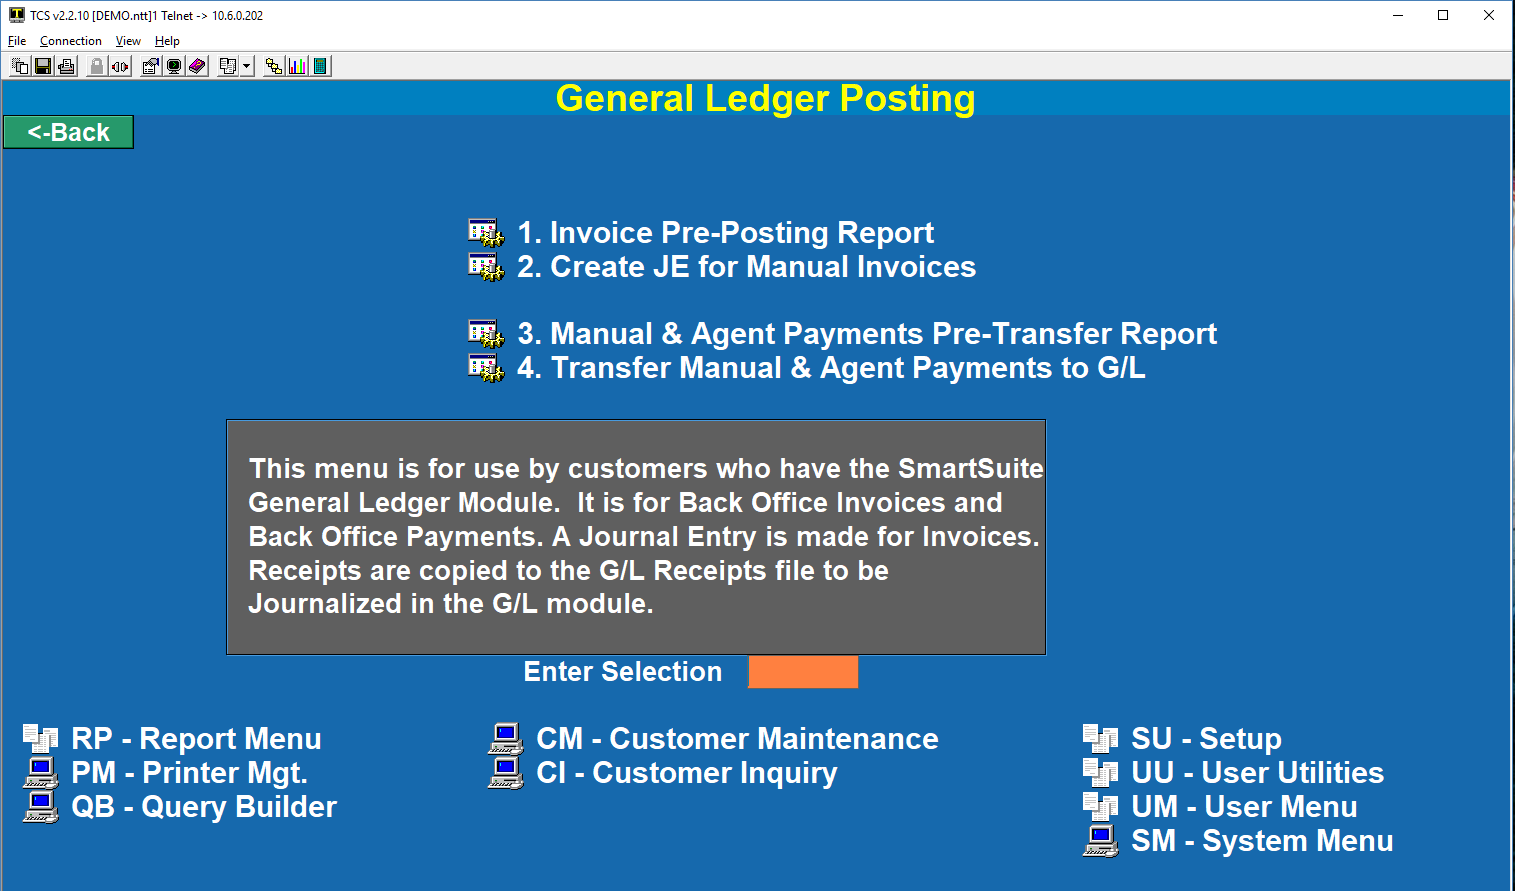 TCS v2.2.10 [DEMO.ntt]1 Telnet -> 10.6.0.202
File Connection View Help
General Ledger Posting
<-Back
1. Invoice Pre-Posting Report
2. Create JE for Manual Invoices
3. Manual & Agent Payments Pre-Transfer Report
4. Transfer Manual & Agent Payments to G/L
This menu is for use by customers who have the SmartSuite
General Ledger Module.  It is for Back Office Invoices and
Back Office Payments. A Journal Entry is made for Invoices.
Receipts are copied to the G/L Receipts file to be
Journalized in the G/L module.
Enter Selection
RP - Report Menu
PM - Printer Mgt.
QB - Query Builder
CM - Customer Maintenance
CI - Customer Inquiry
SU - Setup
UU - User Utilities
UM - User Menu
SM - System Menu